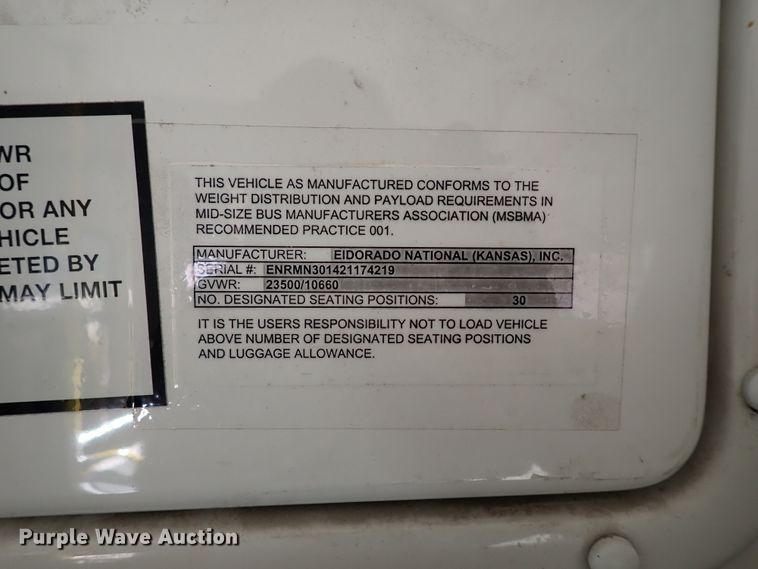 WR
OF
OR ANY
HICLE
ETED BY
MAY LIMIT
THIS VEHICLE AS MANUFACTURED CONFORMS TO THE
WEIGHT DISTRIBUTION AND PAYLOAD REQUIREMENTS IN
MID-SIZE BUS MANUFACTURERS ASSOCIATION (MSBMA)
RECOMMENDED PRACTICE 001.
MANUFACTURER: ElDORADO NATIONAL (KANSAS), INC.
SERIAL #: ENRMN301421174219
GVWR: 23500/10660
NO. DESIGNATED SEATING POSITIONS: 30
IT IS THE USERS RESPONSIBILITY NOT TO LOAD VEHICLE
ABOVE NUMBER OF DESIGNATED SEATING POSITIONS
AND LUGGAGE ALLOWANCE.
Purple Wave Auction